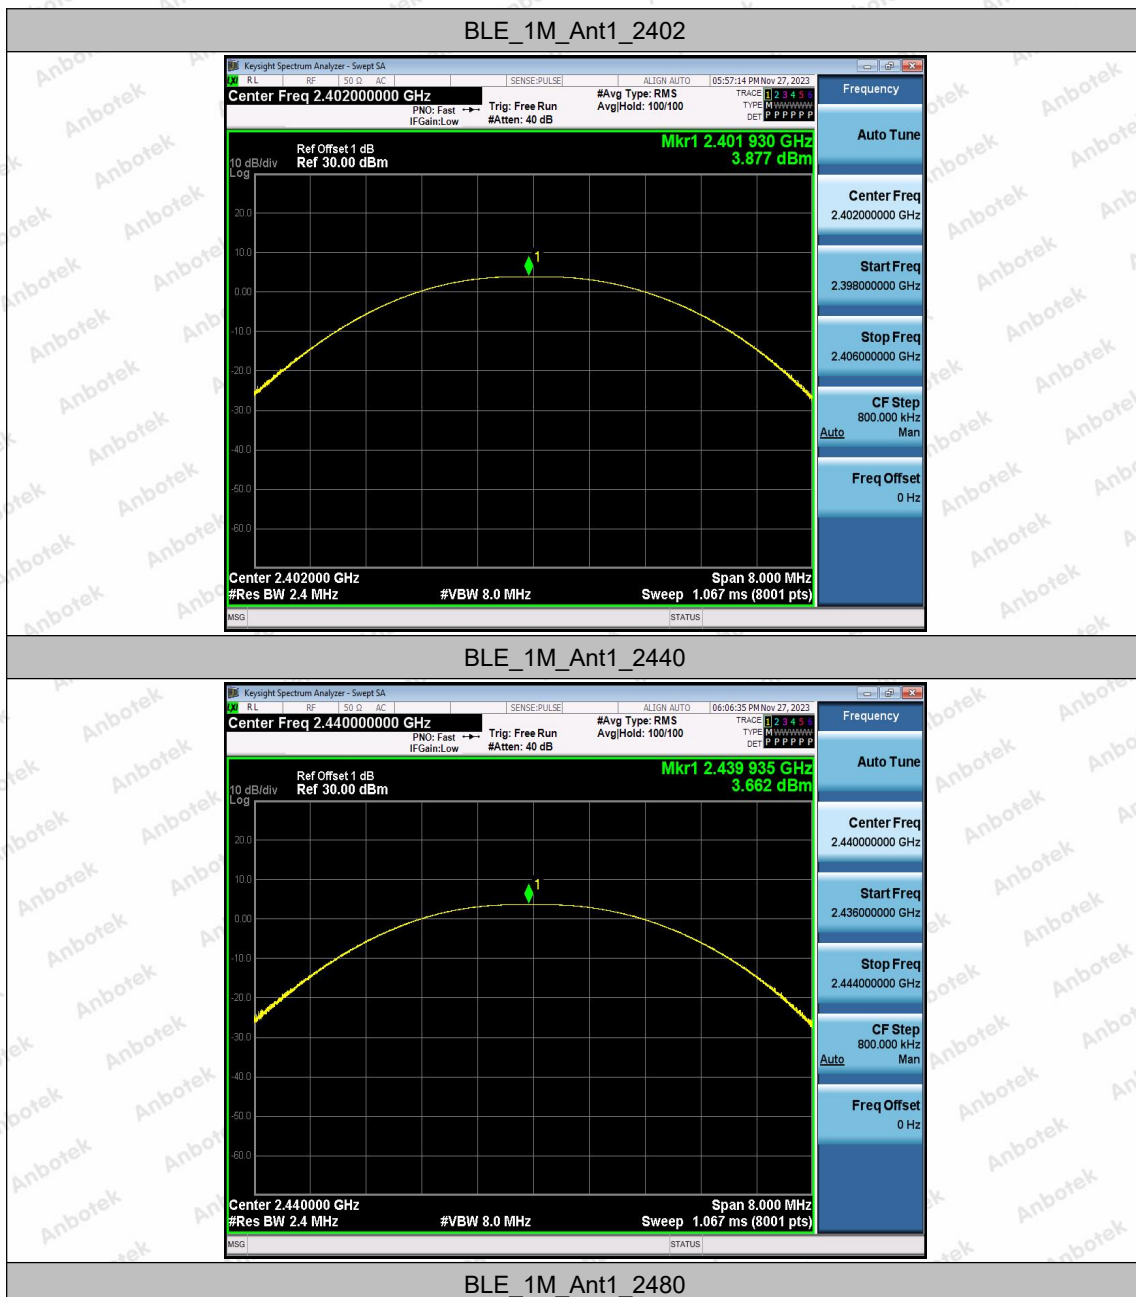 BLE_1M_Ant1_2402
Keysight Spectrum Analyzer - Swept SA
RL RF 50 Ω AC SENSE:PULSE ALIGN AUTO 05:57:14 PM Nov 27, 2023
Center Freq 2.402000000 GHz
PNO: Fast
IFGain:Low
Trig: Free Run
#Atten: 40 dB
#Avg Type: RMS
Avg|Hold: 100/100
TRACE 1 2 3 4 5 6
TYPE M W W W W W
DET P P P P P P
Frequency
Auto Tune
Center Freq
2.402000000 GHz
Start Freq
2.398000000 GHz
Stop Freq
2.406000000 GHz
CF Step
800.000 kHz
Auto Man
Freq Offset
0 Hz
Mkr1 2.401 930 GHz
3.877 dBm
Ref Offset 1 dB
10 dB/div Ref 30.00 dBm
Log
20.0
10.0
1
0.00
-10.0
-20.0
-30.0
-40.0
-50.0
-60.0
Center 2.402000 GHz Span 8.000 MHz
#Res BW 2.4 MHz #VBW 8.0 MHz Sweep 1.067 ms (8001 pts)
MSG STATUS
BLE_1M_Ant1_2440
Keysight Spectrum Analyzer - Swept SA
RL RF 50 Ω AC SENSE:PULSE ALIGN AUTO 06:06:35 PM Nov 27, 2023
Center Freq 2.440000000 GHz
PNO: Fast
IFGain:Low
Trig: Free Run
#Atten: 40 dB
#Avg Type: RMS
Avg|Hold: 100/100
TRACE 1 2 3 4 5 6
TYPE M W W W W W
DET P P P P P P
Frequency
Auto Tune
Center Freq
2.440000000 GHz
Start Freq
2.436000000 GHz
Stop Freq
2.444000000 GHz
CF Step
800.000 kHz
Auto Man
Freq Offset
0 Hz
Mkr1 2.439 935 GHz
3.662 dBm
Ref Offset 1 dB
10 dB/div Ref 30.00 dBm
Log
20.0
10.0
1
0.00
-10.0
-20.0
-30.0
-40.0
-50.0
-60.0
Center 2.440000 GHz Span 8.000 MHz
#Res BW 2.4 MHz #VBW 8.0 MHz Sweep 1.067 ms (8001 pts)
MSG STATUS
BLE_1M_Ant1_2480